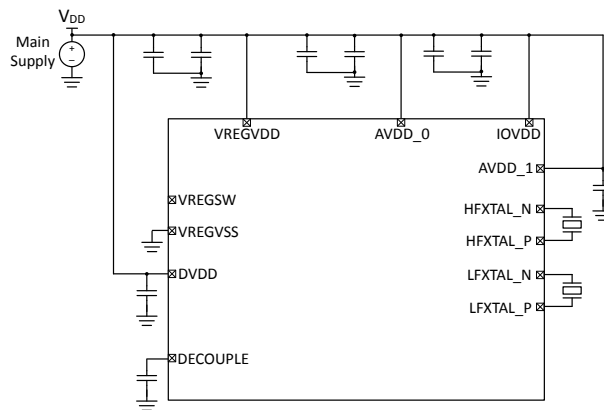 VDD
Main
Supply
+
−
VREGVDD
AVDD_0
IOVDD
AVDD_1
VREGSW
HFXTAL_N
VREGVSS
HFXTAL_P
DVDD
LFXTAL_N
LFXTAL_P
DECOUPLE